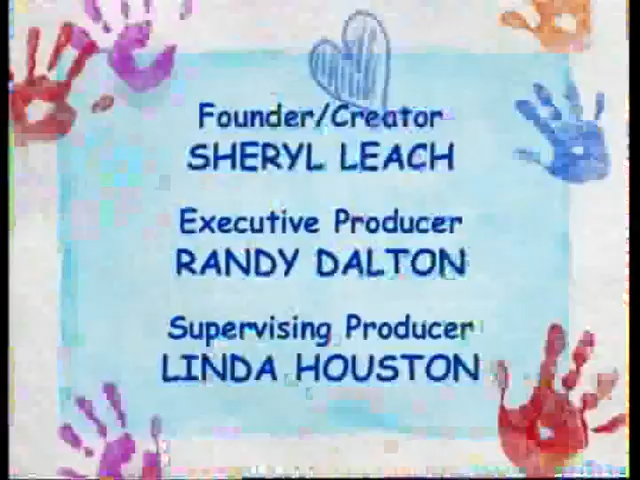 Founder/Creator
SHERYL LEACH
Executive Producer
RANDY DALTON
Supervising Producer
LINDA HOUSTON